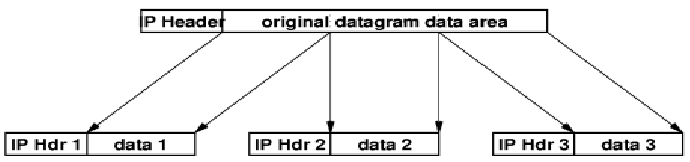 IP Header original datagram data area
IP Hdr 1 data 1 IP Hdr 2 data 2 IP Hdr 3 data 3